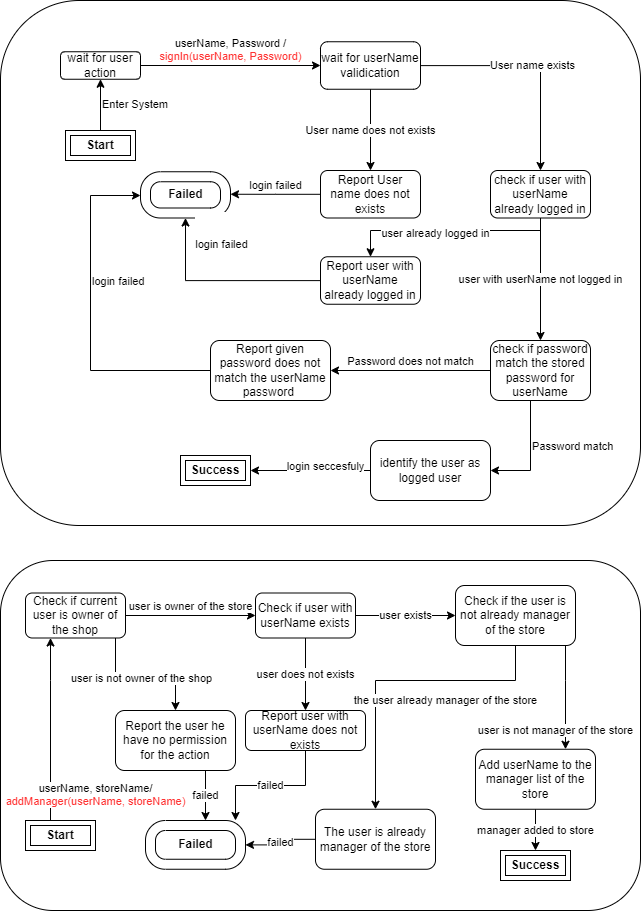 userName, Password /
signIn(userName, Password)
wait for user
action
wait for userName
validication
User name exists
Enter System
Start
User name does not exists
Failed
login failed
Report User
name does not
exists
check if user with
userName
already logged in
user already logged in
login failed
Report user with
userName
already logged in
login failed
user with userName not logged in
Report given
password does not
match the userName
password
Password does not match
check if password
match the stored
password for
userName
Password match
Success
login seccesfuly
identify the user as
logged user
Check if current
user is owner of
the shop
user is owner of the store
Check if user with
userName exists
user exists
Check if the user is
not already manager
of the store
user is not owner of the shop
user does not exists
the user already manager of the store
Report the user he
have no permission
for the action
Report user with
userName does not
exists
user is not manager of the store
Add userName to the
manager list of the
store
userName, storeName/
addManager(userName, storeName)
failed
failed
Start
Failed
failed
The user is already
manager of the store
manager added to store
Success